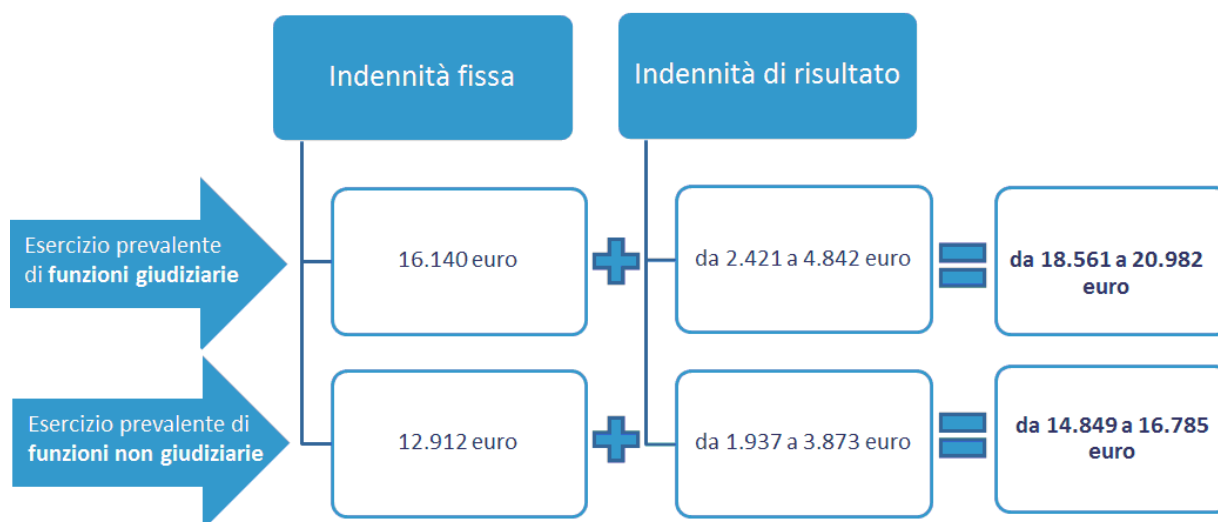 Indennità fissa
Indennità di risultato
Esercizio prevalente
di funzioni giudiziarie
16.140 euro
da 2.421 a 4.842 euro
da 18.561 a 20.982
euro
Esercizio prevalente di
funzioni non giudiziarie
12.912 euro
da 1.937 a 3.873 euro
da 14.849 a 16.785
euro